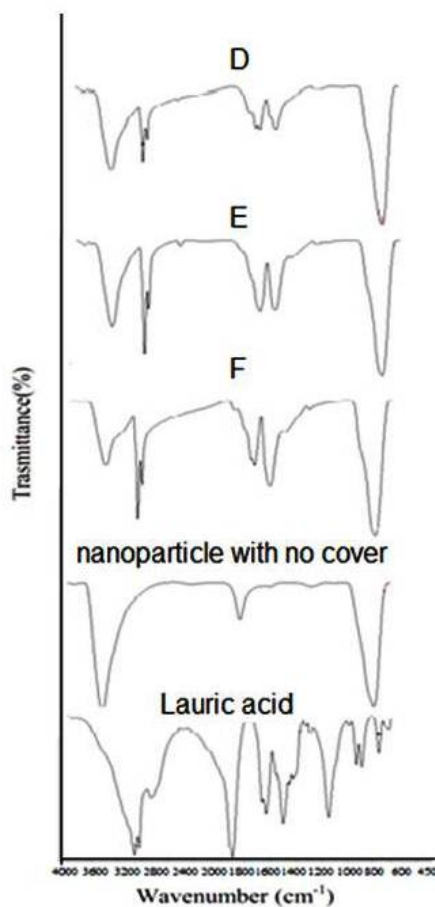 D
E
F
nanoparticle with no cover
Lauric acid
Trasmittance(%)
4000 3600 3200 2800 2400 2000 1800 1600 1400 1200 1000 800 600 450
Wavenumber (cm⁻¹)